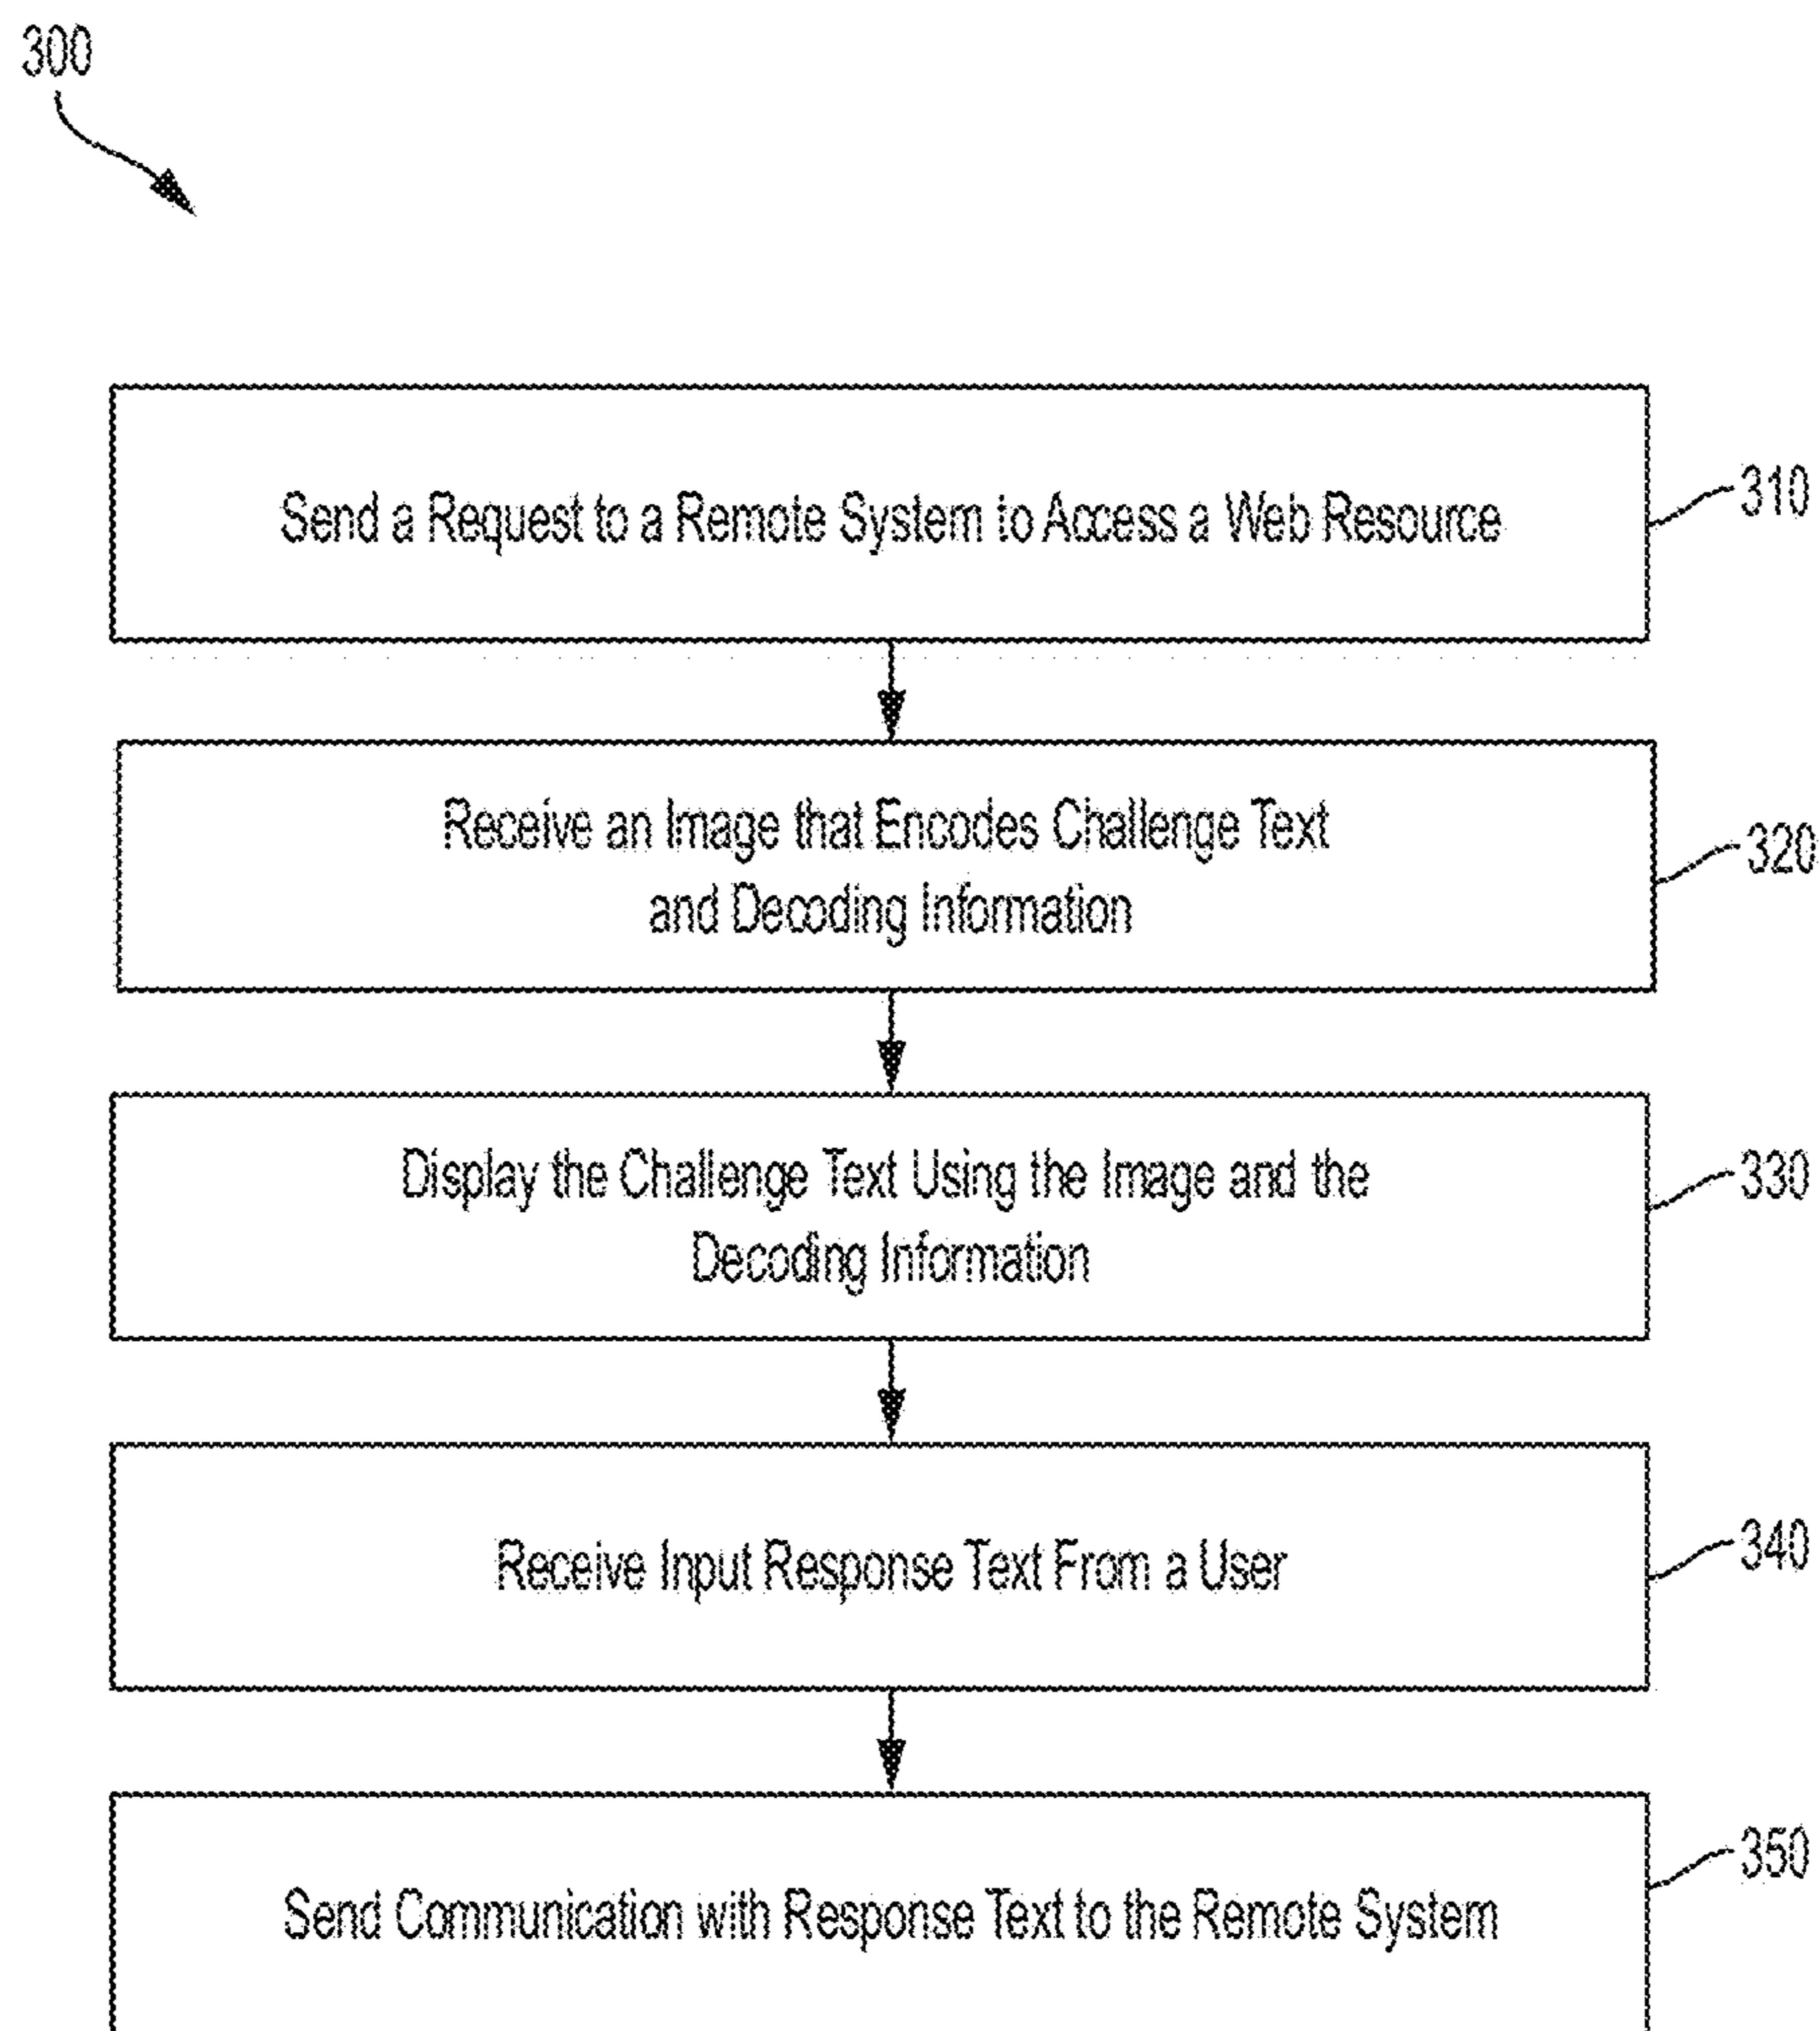 300
Send a Request to a Remote System to Access a Web Resource
310
Receive an Image that Encodes Challenge Text
and Decoding Information
320
Display the Challenge Text Using the Image and the
Decoding Information
330
Receive Input Response Text From a User
340
Send Communication with Response Text to the Remote System
350